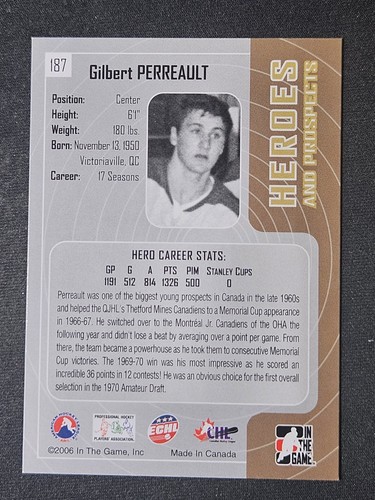 187
Gilbert PERREAULT
Position: Center
Height: 6'1"
Weight: 180 lbs.
Born: November 13, 1950
Victoriaville, QC
Career: 17 Seasons
HEROES
AND PROSPECTS
HERO CAREER STATS:
GP G A PTS PIM STANLEY CUPS
1191 512 814 1326 500 0
Perreault was one of the biggest young prospects in Canada in the late 1960s
and helped the QJHL's Thetford Mines Canadiens to a Memorial Cup appearance
in 1966-67. He switched over to the Montréal Jr. Canadiens of the OHA the
following year and didn't lose a beat by averaging over a point per game. From
there, the team became a powerhouse as he took them to consecutive Memorial
Cup victories. The 1969-70 win was his most impressive as he scored an
incredible 36 points in 12 contests! He was an obvious choice for the first overall
selection in the 1970 Amateur Draft.
PROFESSIONAL HOCKEY
PLAYERS' ASSOCIATION
ECHL
CHL
IN
THE
GAME
©2006 In The Game, Inc Made In Canada